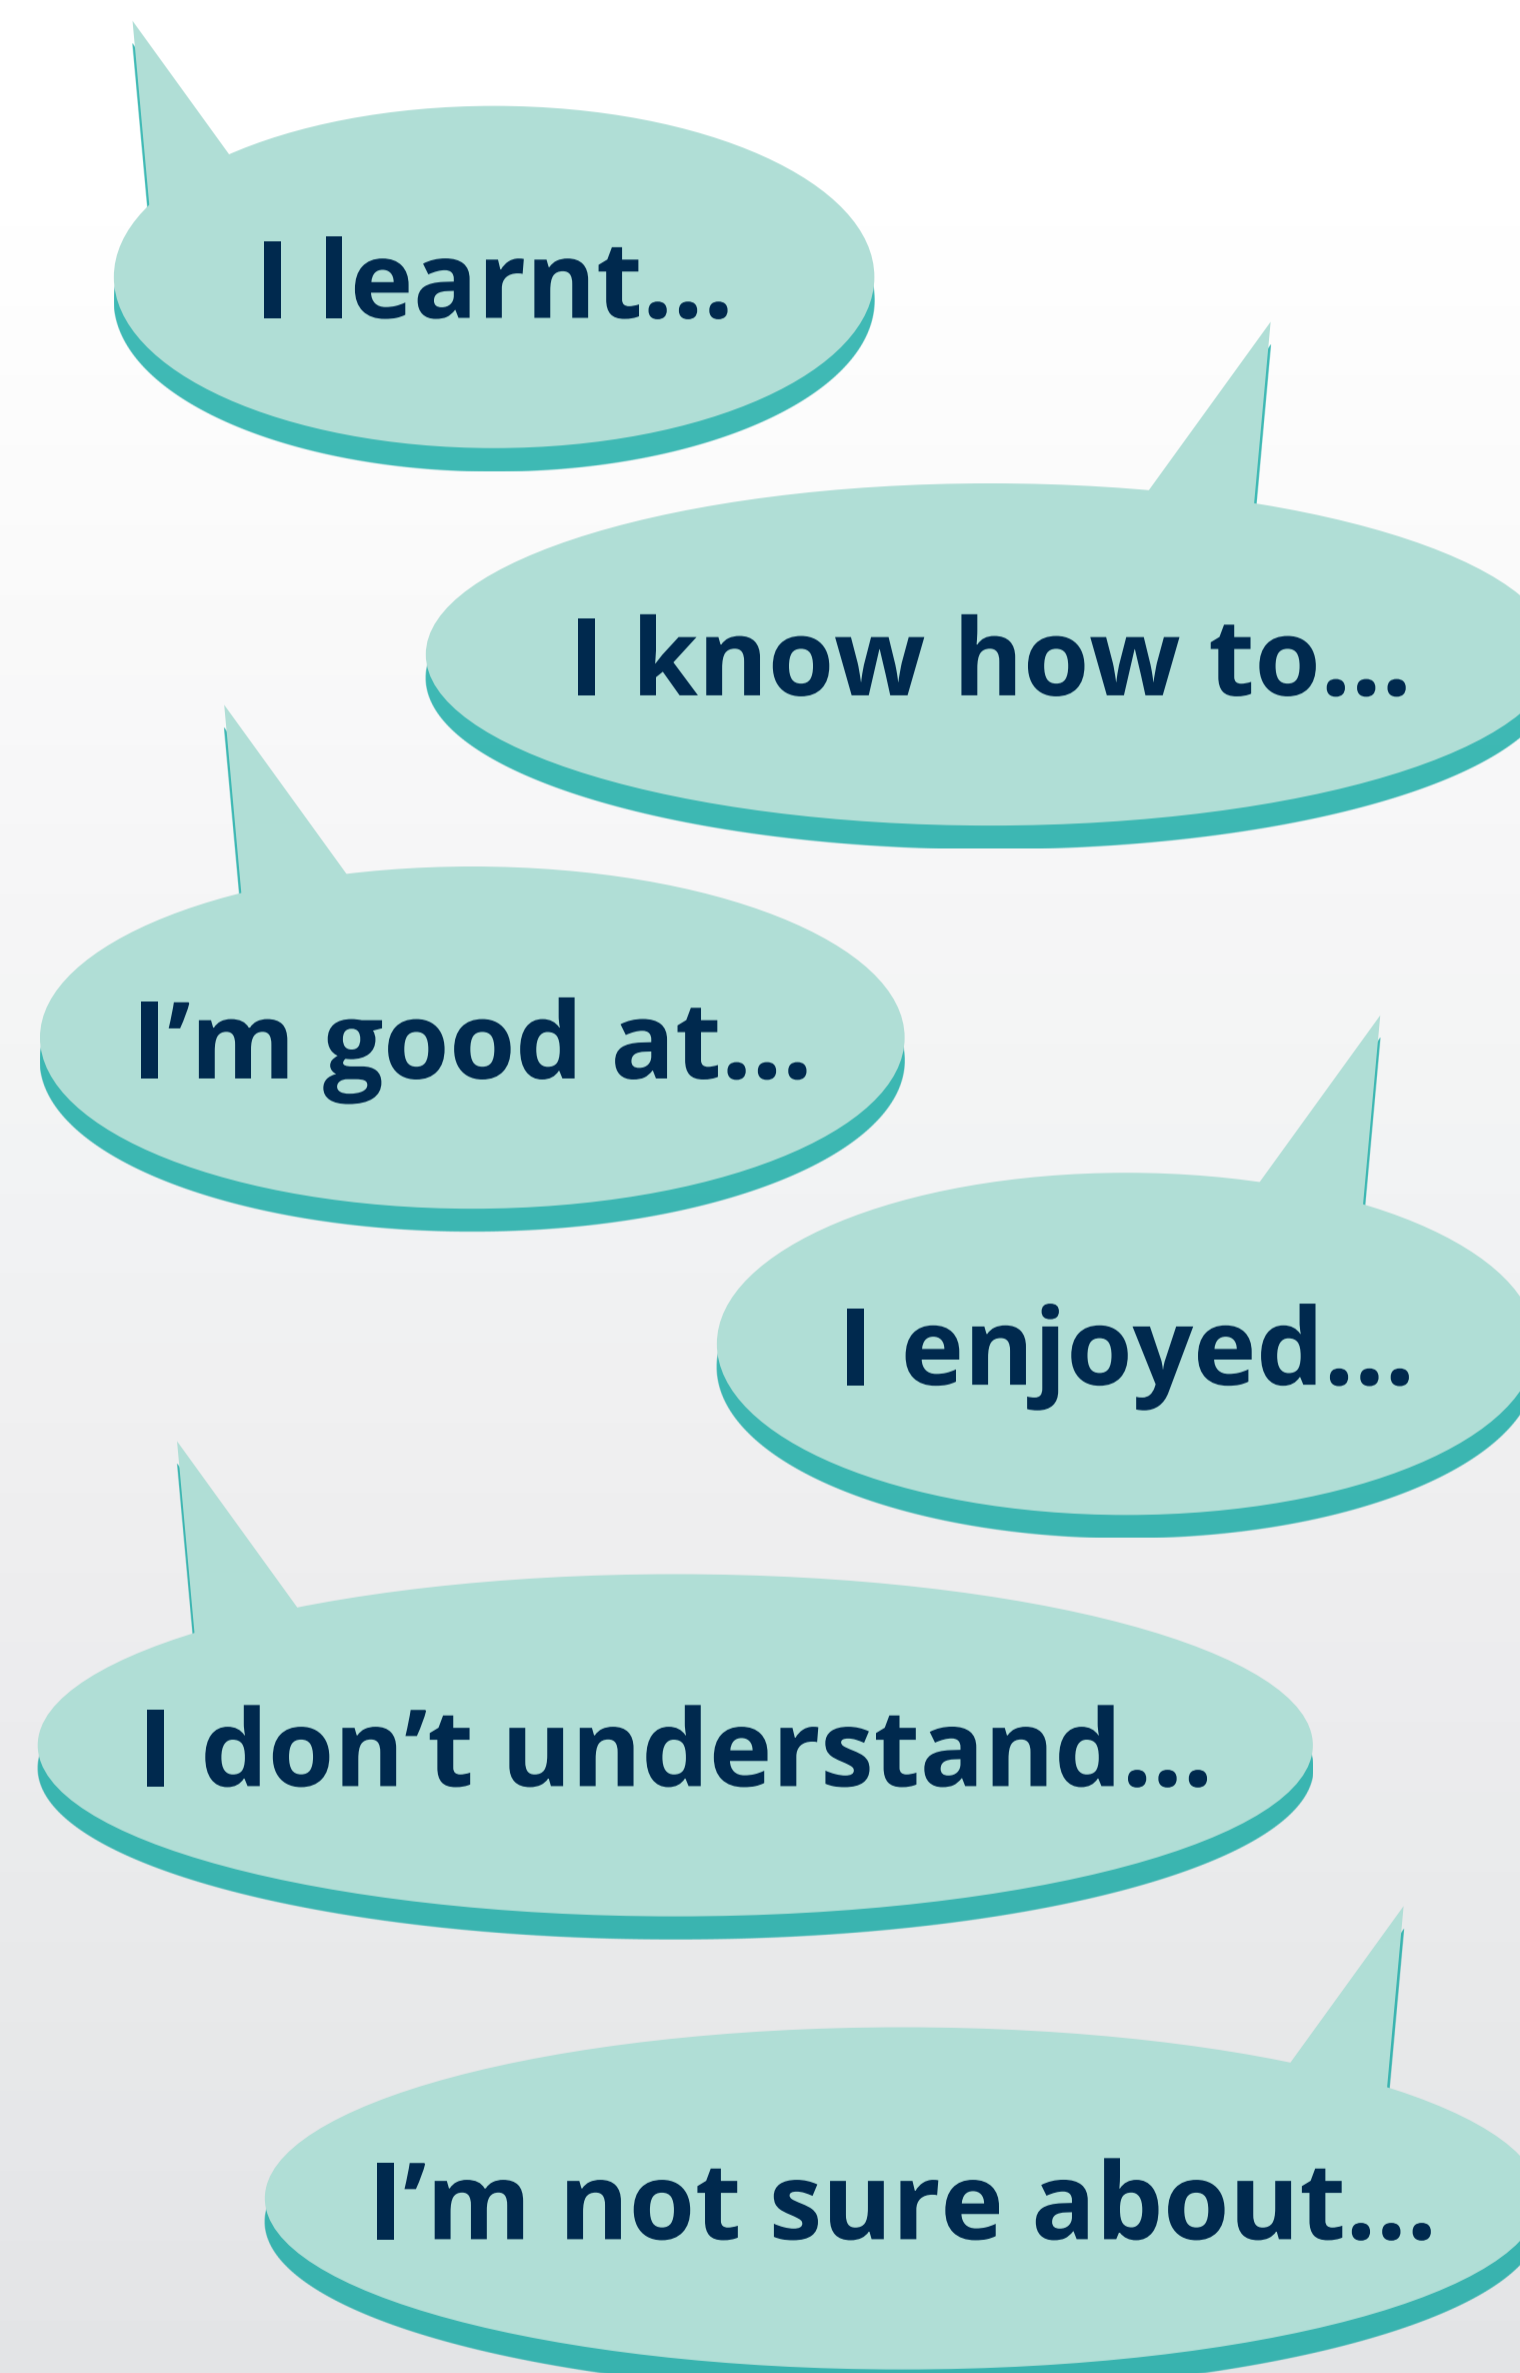 I learnt...
I know how to...
I’m good at...
I enjoyed...
I don’t understand...
I’m not sure about...